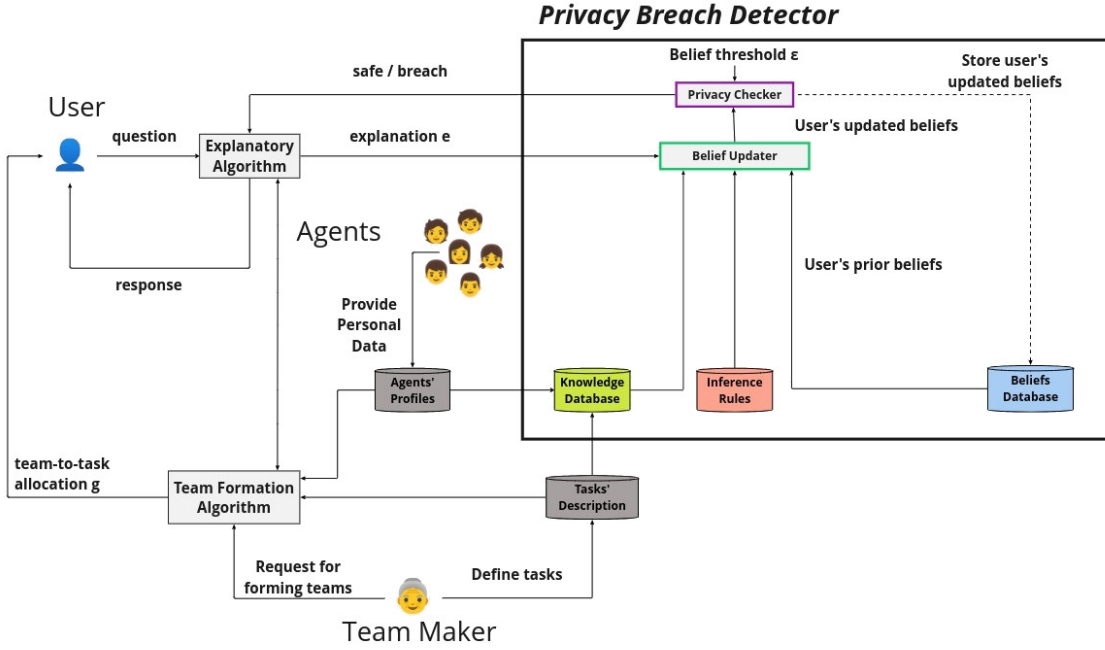 Privacy Breach Detector
Belief threshold ε
Store user's
updated beliefs
safe / breach
Privacy Checker
User
question
explanation e
User's updated beliefs
Explanatory
Algorithm
Belief Updater
Agents
User's prior beliefs
response
Provide
Personal
Data
Agents'
Profiles
Knowledge
Database
Inference
Rules
Beliefs
Database
team-to-task
allocation g
Team Formation
Algorithm
Tasks'
Description
Request for
forming teams
Define tasks
Team Maker